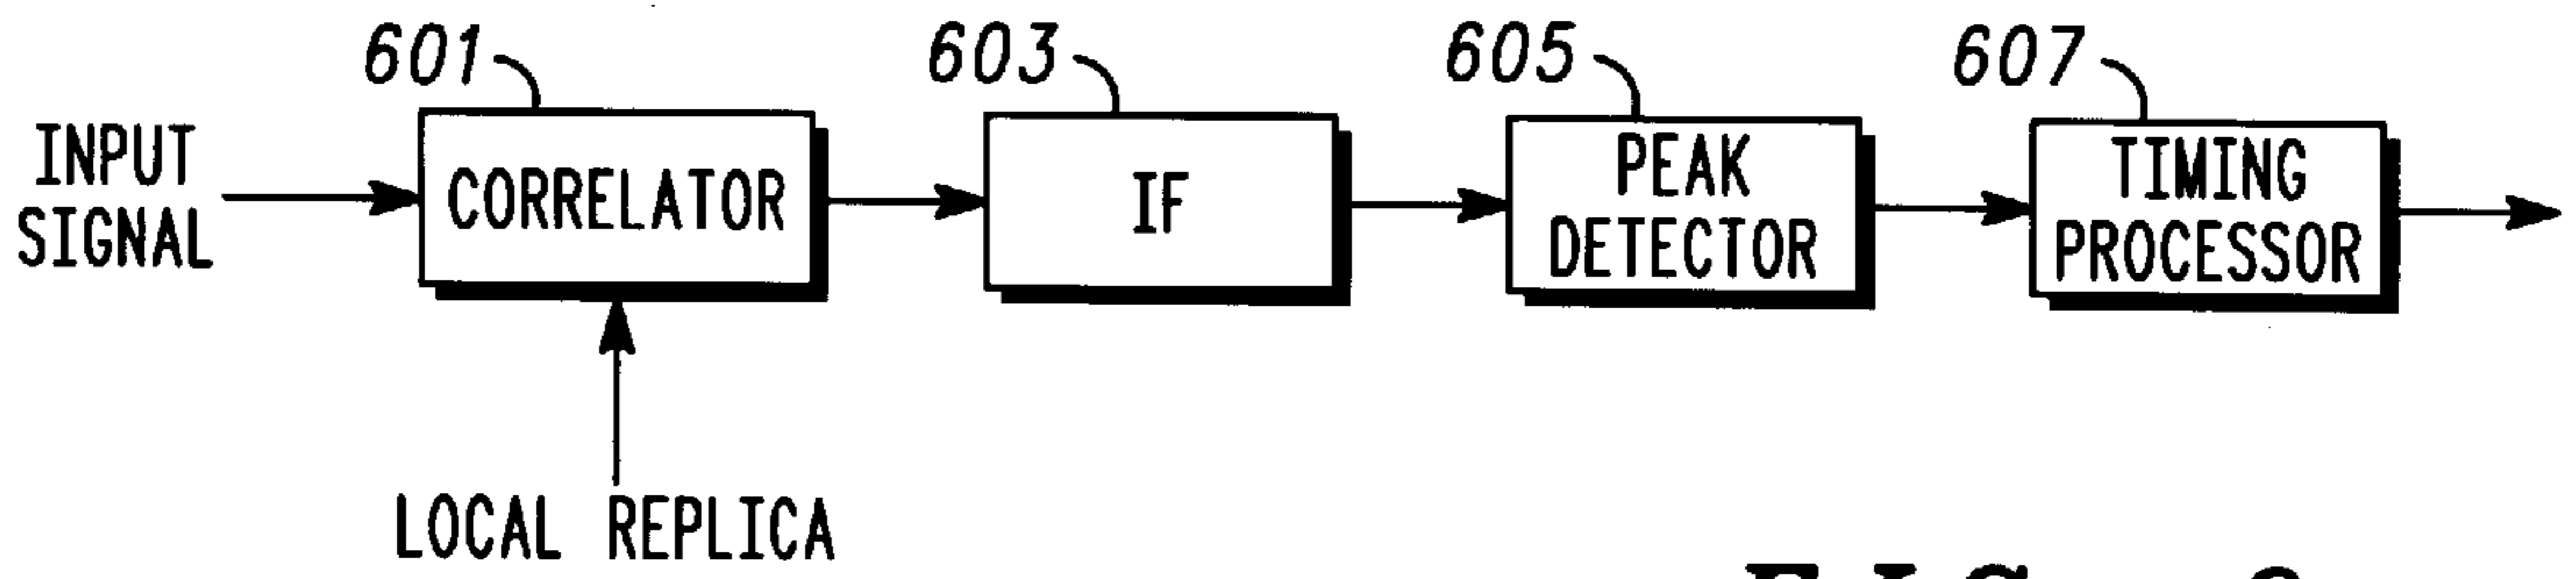 601
603
605
607
INPUT
SIGNAL
CORRELATOR
IF
PEAK
DETECTOR
TIMING
PROCESSOR
LOCAL REPLICA